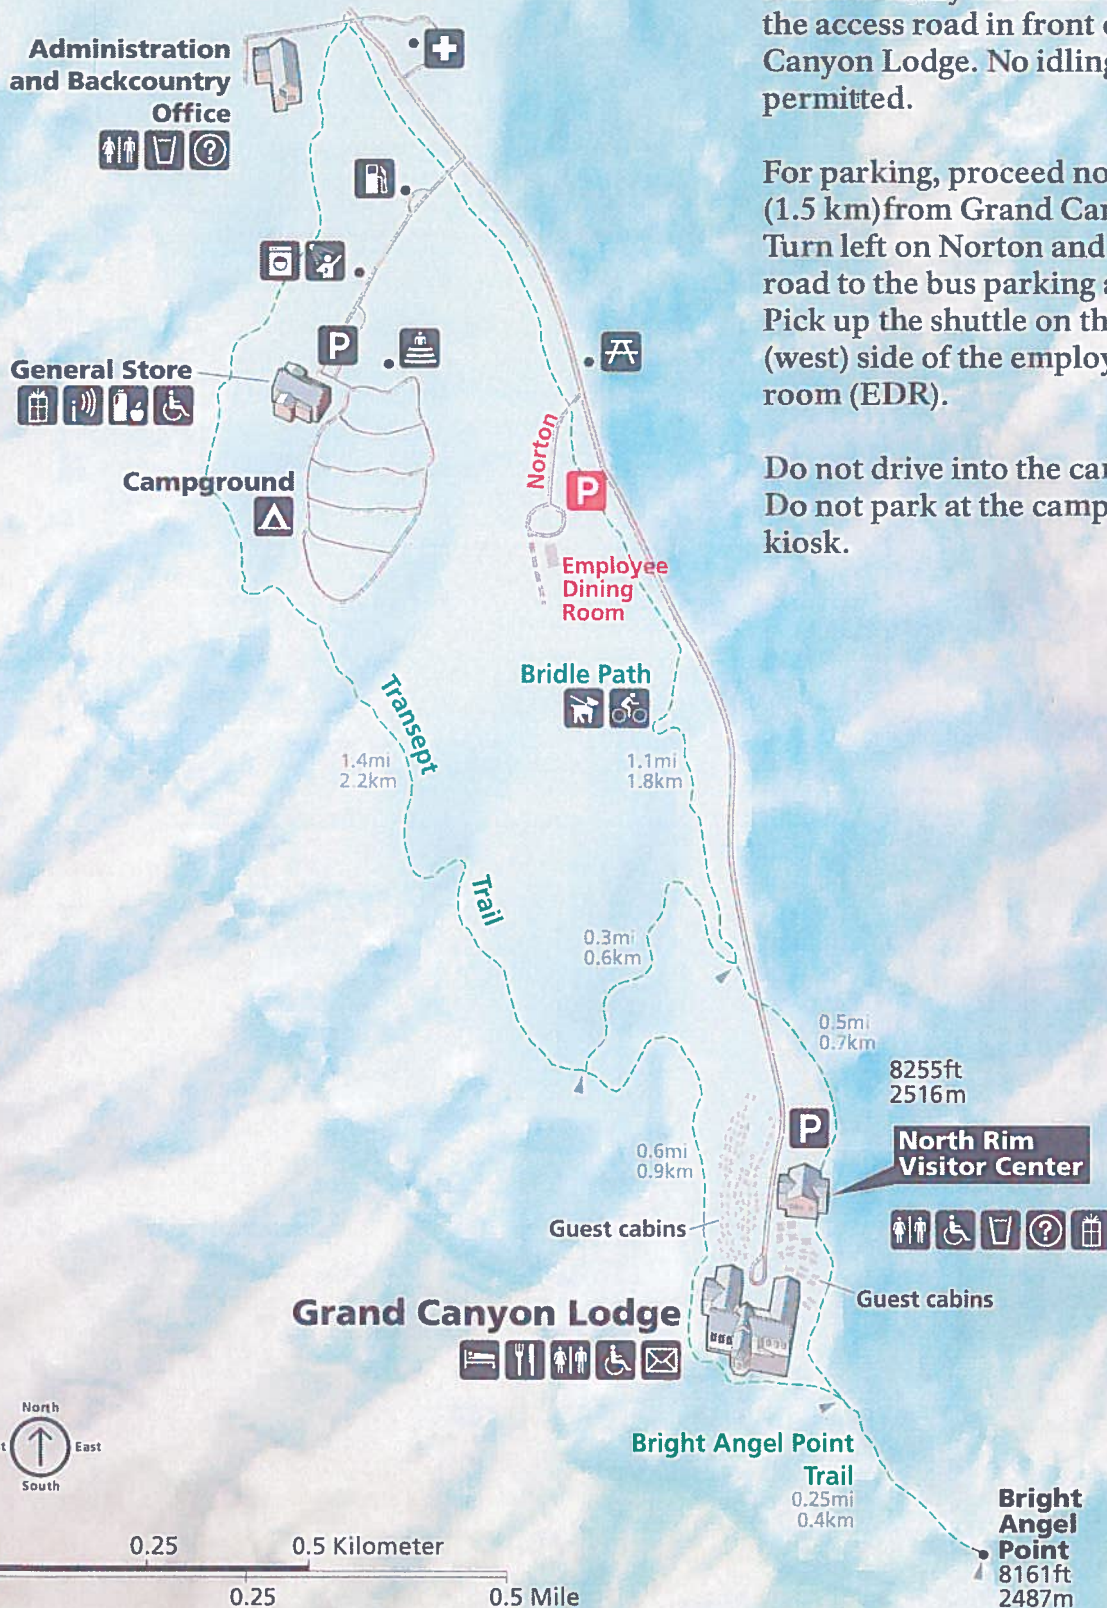 the access road in front
Canyon Lodge. No idling
permitted.
For parking, proceed
(1.5 km)from Grand
Turn left on Norton and
road to the bus parking
Pick up the shuttle on
(west) side of the
room (EDR).
Do not drive into the
Do not park at the
kiosk.
Administration
and Backcountry
Office
?
P
General Store
i
Campground
Norton
P
Employee
Dining
Room
Bridle Path
Transept
Trail
1.4mi
2.2km
1.1mi
1.8km
0.3mi
0.6km
0.5mi
0.7km
8255ft
2516m
P
North Rim
Visitor Center
?
0.6mi
0.9km
Guest cabins
Guest cabins
Grand Canyon Lodge
North
East
South
Bright Angel Point
Trail
0.25mi
0.4km
Bright
Angel
Point
8161ft
2487m
0.25
0.5 Kilometer
0.25
0.5 Mile